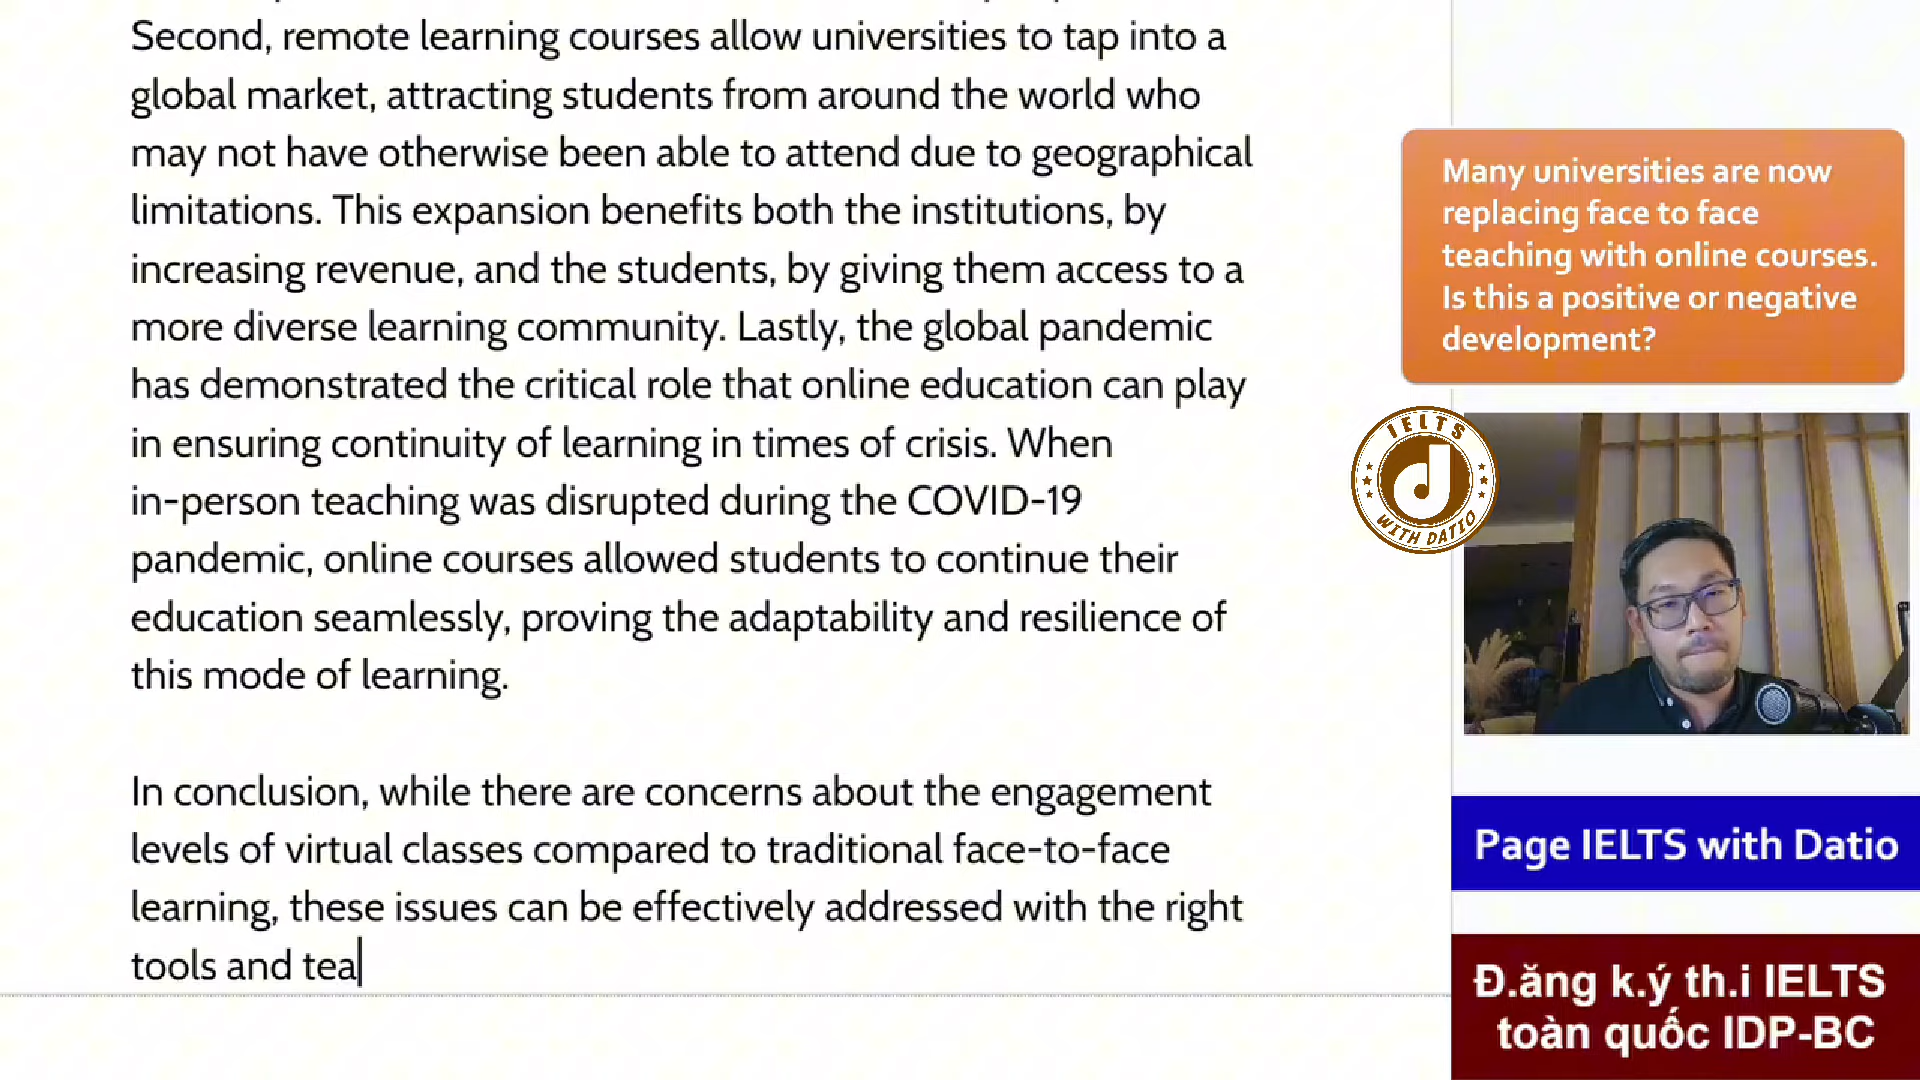 Second, remote learning courses allow universities to tap into a
global market, attracting students from around the world who
may not have otherwise been able to attend due to geographical
limitations. This expansion benefits both the institutions, by
increasing revenue, and the students, by giving them access to a
more diverse learning community. Lastly, the global pandemic
has demonstrated the critical role that online education can play
in ensuring continuity of learning in times of crisis. When
in-person teaching was disrupted during the COVID-19
pandemic, online courses allowed students to continue their
education seamlessly, proving the adaptability and resilience of
this mode of learning.
In conclusion, while there are concerns about the engagement
levels of virtual classes compared to traditional face-to-face
learning, these issues can be effectively addressed with the right
tools and tea
Many universities are now
replacing face to face
teaching with online courses.
Is this a positive or negative
development?
IELTS
WITH DATIO
Page IELTS with Datio
Đ.ăng k.ý th.i IELTS
toàn quốc IDP-BC